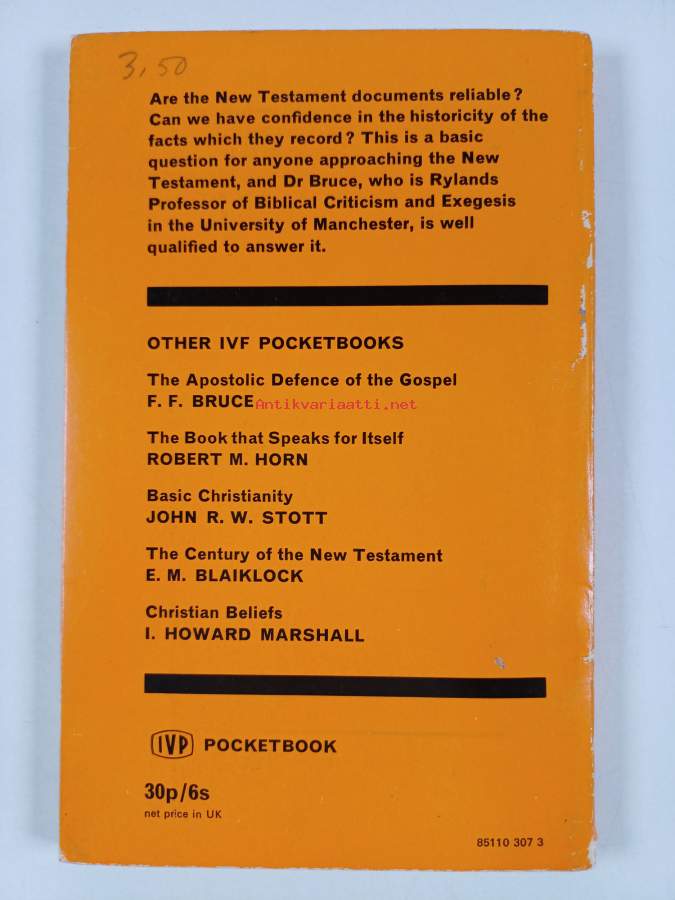 3,50
Are the New Testament documents reliable?
Can we have confidence in the historicity of the
facts which they record? This is a basic
question for anyone approaching the New
Testament, and Dr Bruce, who is Rylands
Professor of Biblical Criticism and Exegesis
in the University of Manchester, is well
qualified to answer it.
OTHER IVF POCKETBOOKS
The Apostolic Defence of the Gospel
F. F. BRUCE
Antikvariaatti.net
The Book that Speaks for Itself
ROBERT M. HORN
Basic Christianity
JOHN R. W. STOTT
The Century of the New Testament
E. M. BLAIKLOCK
Christian Beliefs
I. HOWARD MARSHALL
IVP POCKETBOOK
30p/6s
net price in UK
85110 307 3